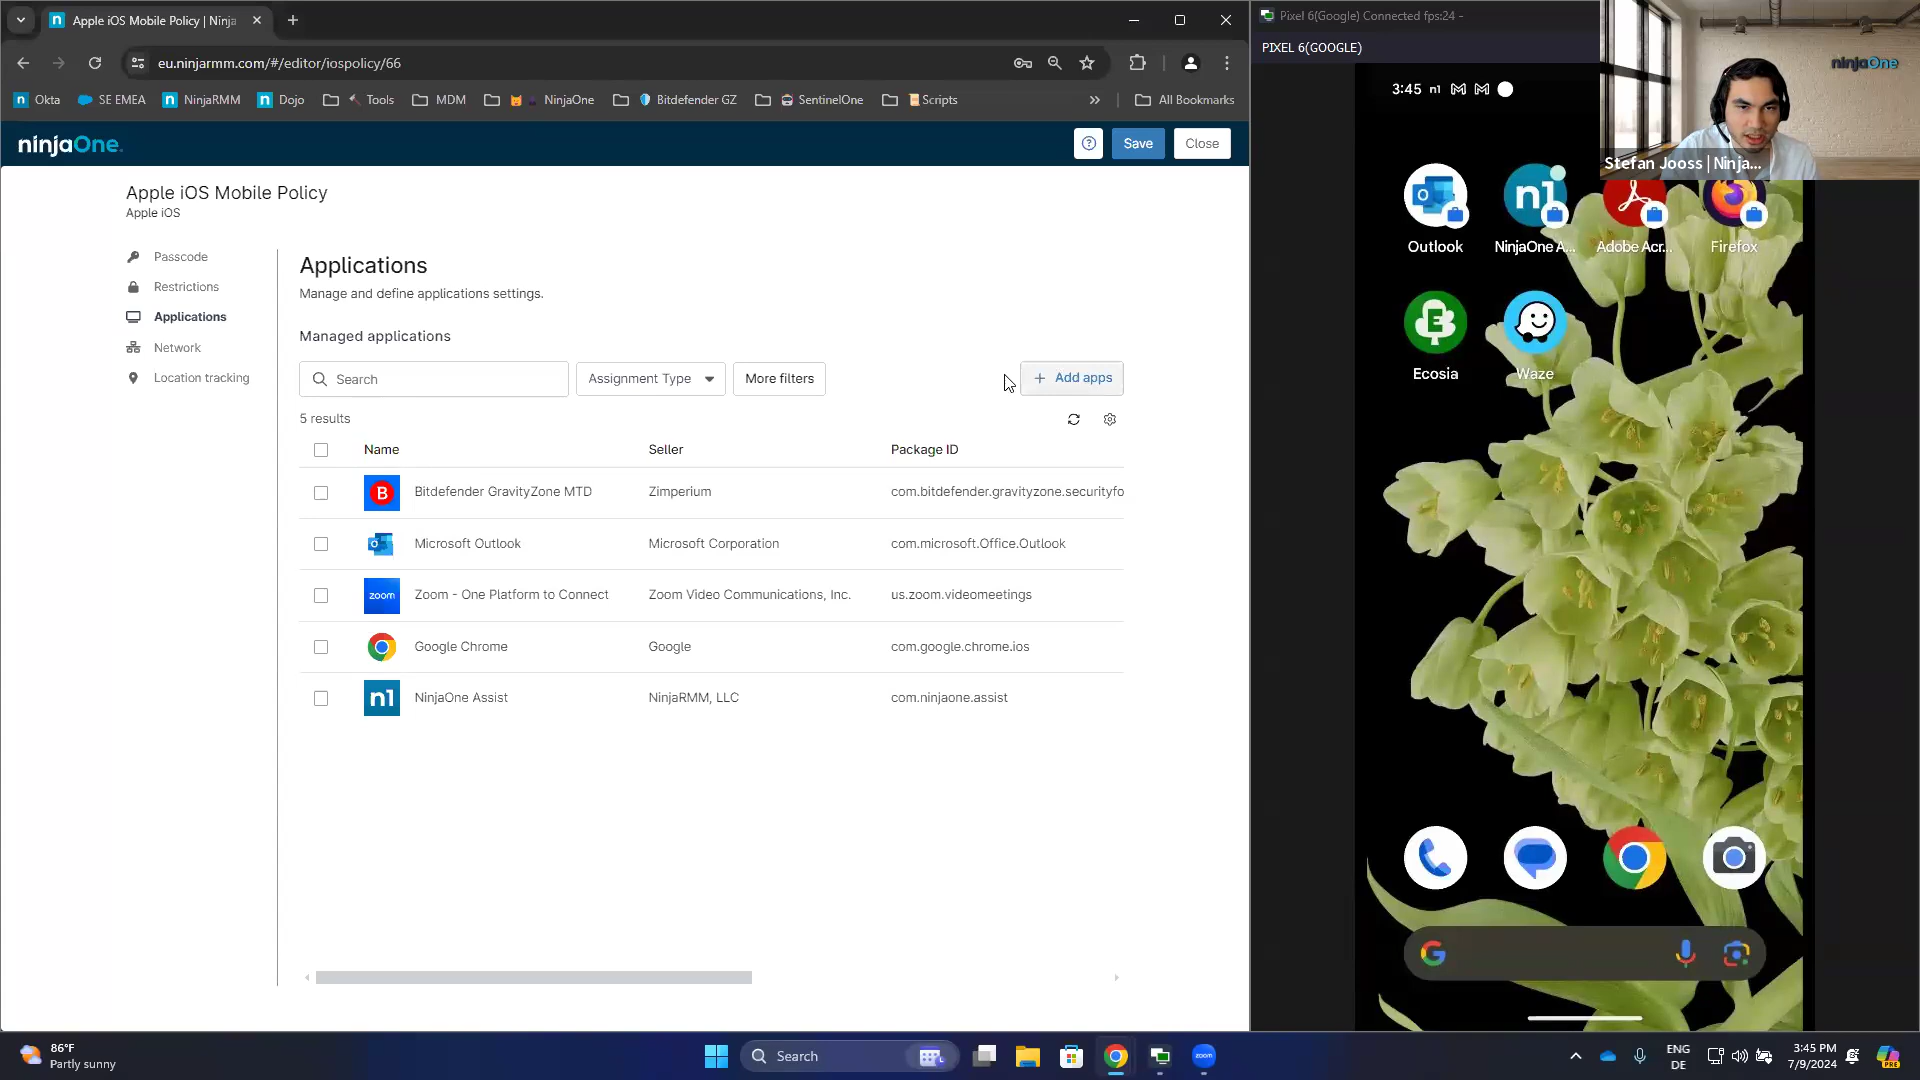 Apple iOS Mobile Policy | Ninja
eu.ninjarmm.com/#/editor/iospolicy/66
Okta
SE EMEA
NinjaRMM
Dojo
Tools
MDM
NinjaOne
Bitdefender GZ
SentinelOne
Scripts
»
All Bookmarks
ninjaOne.
Save
Close
Apple iOS Mobile Policy
Apple iOS
Passcode
Restrictions
Applications
Network
Location tracking
Applications
Manage and define applications settings.
Managed applications
Search
Assignment Type
More filters
+ Add apps
5 results
Name Seller Package ID
Bitdefender GravityZone MTD Zimperium com.bitdefender.gravityzone.securityfo
Microsoft Outlook Microsoft Corporation com.microsoft.Office.Outlook
zoom Zoom - One Platform to Connect Zoom Video Communications, Inc. us.zoom.videomeetings
Google Chrome Google com.google.chrome.ios
n1 NinjaOne Assist NinjaRMM, LLC com.ninjaone.assist
Pixel 6(Google) Connected fps:24 -
PIXEL 6(GOOGLE)
3:45 n1
ninjaOne
Stefan Jooss | Ninja...
n1
Outlook NinjaOne A... Adobe Acr... Firefox
Ecosia Waze
86°F
Partly sunny
Search
zoom
ENG
DE
3:45 PM
7/9/2024
PRE